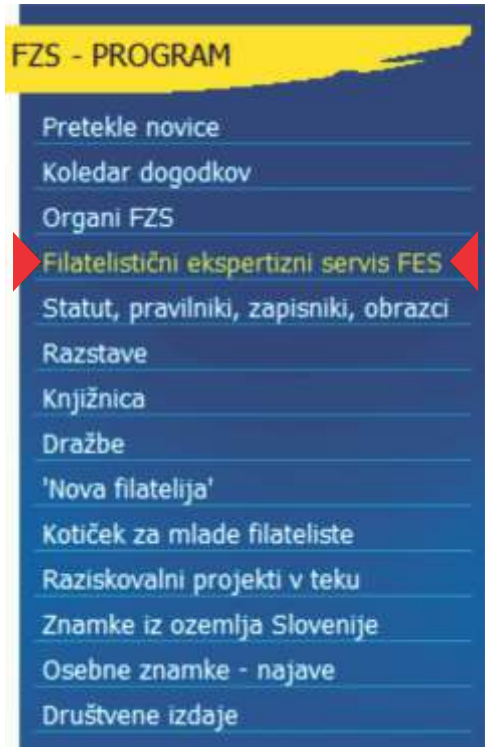 FZS - PROGRAM
Pretekle novice
Koledar dogodkov
Organi FZS
Filatelistični ekspertizni servis FES
Statut, pravilniki, zapisniki, obrazci
Razstave
Knjižnica
Dražbe
'Nova filatelija'
Kotiček za mlade filateliste
Raziskovalni projekti v teku
Znamke iz ozemlja Slovenije
Osebne znamke - najave
Društvene izdaje